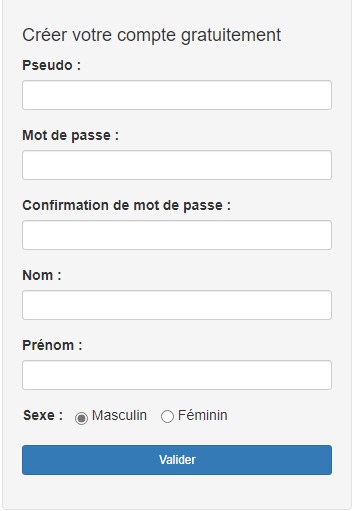 Créer votre compte gratuitement
Pseudo :
Mot de passe :
Confirmation de mot de passe :
Nom :
Prénom :
Sexe : Masculin Féminin
Valider